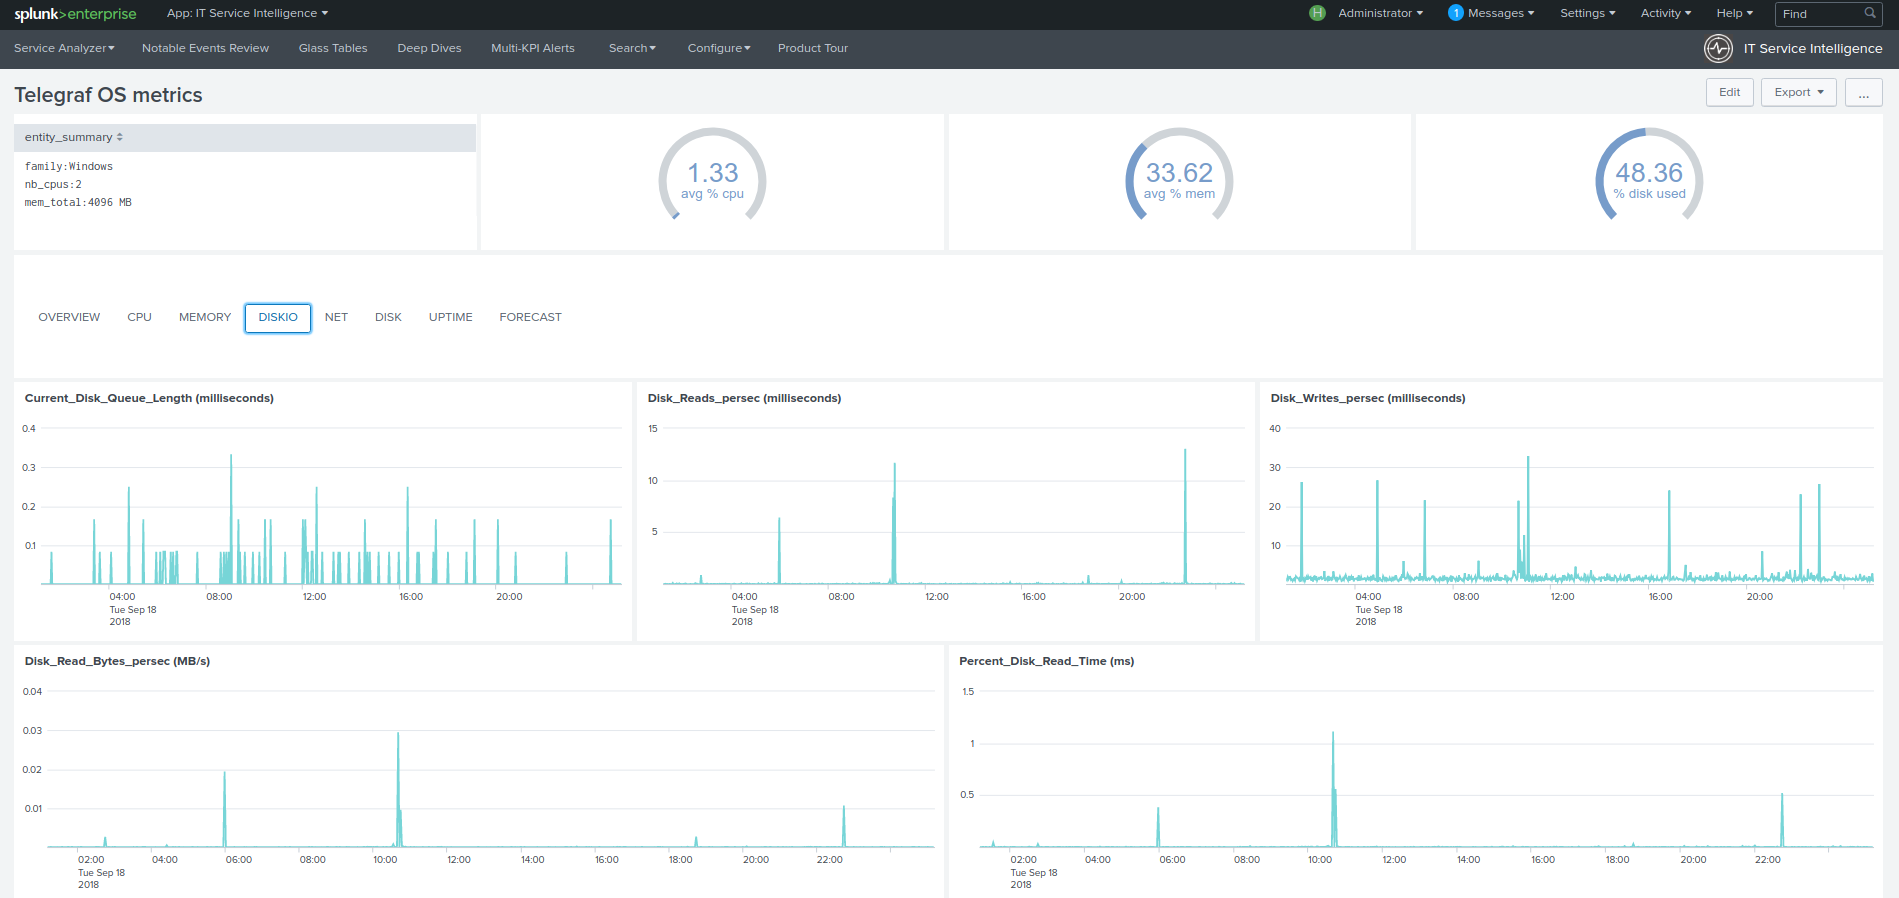 splunk>enterprise App: IT Service Intelligence H Administrator 1 Messages Settings Activity Help Find
Service Analyzer Notable Events Review Glass Tables Deep Dives Multi-KPI Alerts Search Configure Product Tour IT Service Intelligence
Telegraf OS metrics Edit Export ...
entity_summary
family:Windows
nb_cpus:2
mem_total:4096 MB
1.33
avg % cpu
33.62
avg % mem
48.36
% disk used
OVERVIEW CPU MEMORY DISKIO NET DISK UPTIME FORECAST
Current_Disk_Queue_Length (milliseconds)
0.4
0.3
0.2
0.1
04:00 08:00 12:00 16:00 20:00
Tue Sep 18
2018
Disk_Reads_persec (milliseconds)
15
10
5
04:00 08:00 12:00 16:00 20:00
Tue Sep 18
2018
Disk_Writes_persec (milliseconds)
40
30
20
10
04:00 08:00 12:00 16:00 20:00
Tue Sep 18
2018
Disk_Read_Bytes_persec (MB/s)
0.04
0.03
0.02
0.01
02:00 04:00 06:00 08:00 10:00 12:00 14:00 16:00 18:00 20:00 22:00
Tue Sep 18
2018
Percent_Disk_Read_Time (ms)
1.5
1
0.5
02:00 04:00 06:00 08:00 10:00 12:00 14:00 16:00 18:00 20:00 22:00
Tue Sep 18
2018